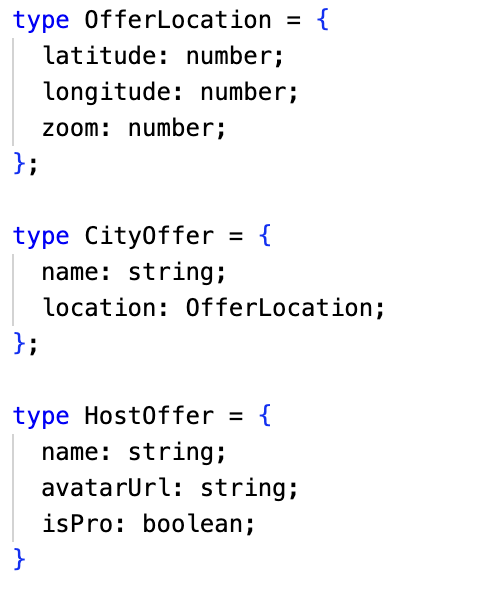 type OfferLocation = {
  latitude: number;
  longitude: number;
  zoom: number;
};

type CityOffer = {
  name: string;
  location: OfferLocation;
};

type HostOffer = {
  name: string;
  avatarUrl: string;
  isPro: boolean;
}